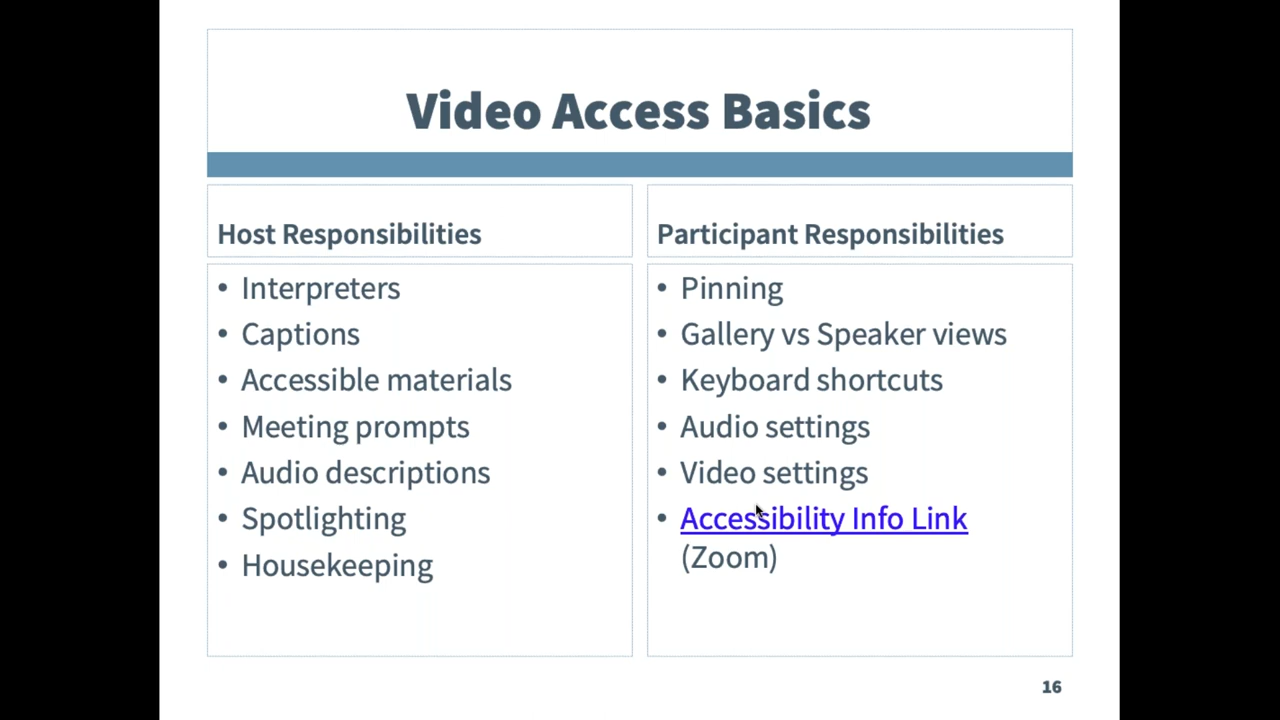 Video Access Basics
Host Responsibilities
• Interpreters
• Captions
• Accessible materials
• Meeting prompts
• Audio descriptions
• Spotlighting
• Housekeeping
Participant Responsibilities
• Pinning
• Gallery vs Speaker views
• Keyboard shortcuts
• Audio settings
• Video settings
• Accessibility Info Link
(Zoom)
16